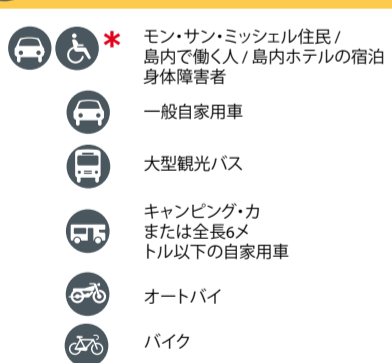 *
モン・サン・ミッシェル住民 /
島内で働く人 / 島内ホテルの宿泊
身体障害者
一般自家用車
大型観光バス
キャンピング・カ
または全長6メ
トル以下の自家用車
オートバイ
バイク